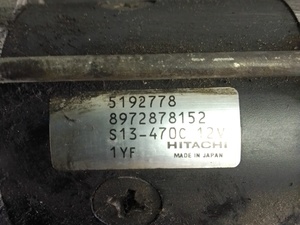 5192778
8972878152
S13-470C 12V
1YF HITACHI
MADE IN JAPAN